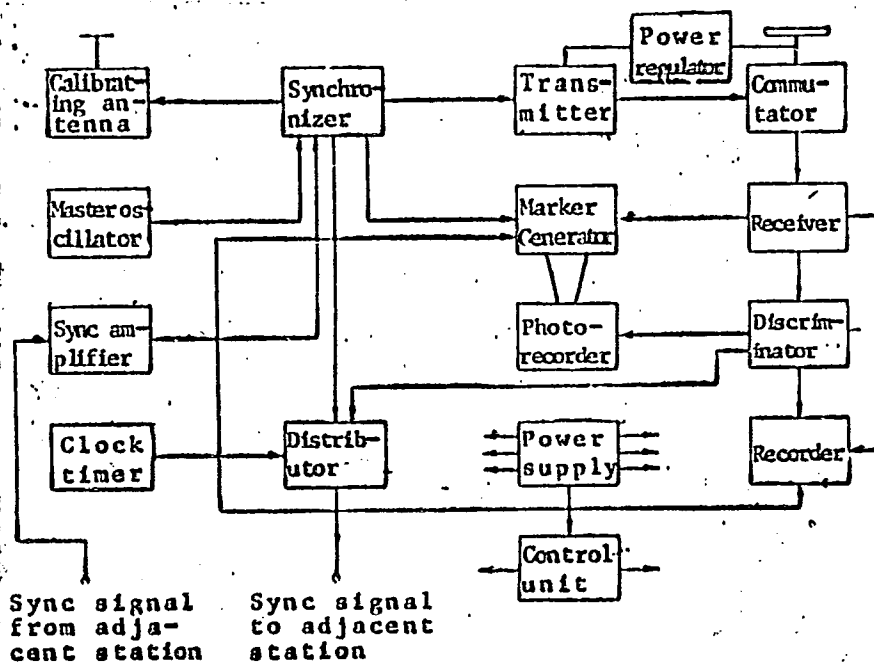 Power
regulator
Calibrat-
ing an-
tenna
Synchro-
nizer
Trans-
mitter
Commu-
tator
Master os-
cillator
Marker
Generator
Receiver
Sync am-
plifier
Photo-
recorder
Discrim-
inator
Clock
timer
Distrib-
utor
Power
supply
Recorder
Control
unit
Sync signal
from adja-
cent station
Sync signal
to adjacent
station